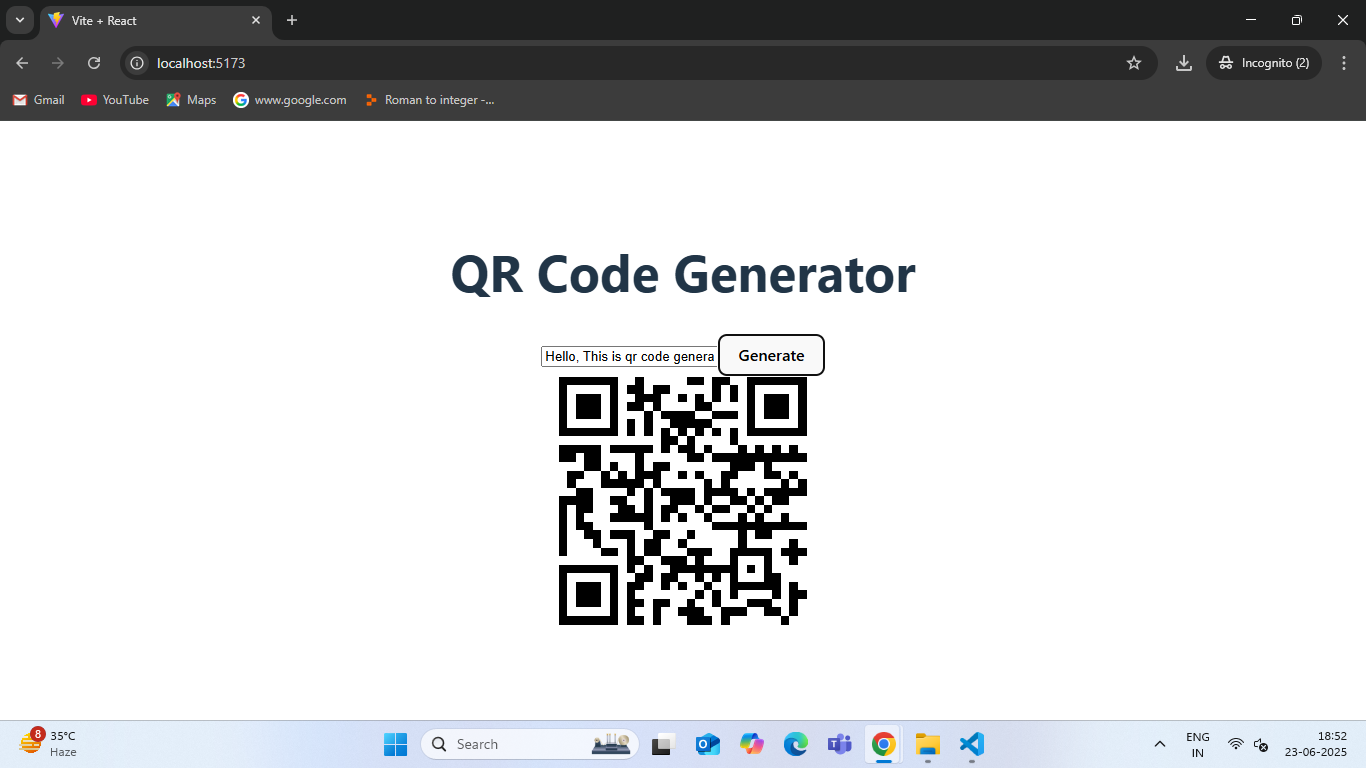 Vite + React
localhost:5173
Incognito (2)
Gmail
YouTube
Maps
www.google.com
Roman to integer -...
QR Code Generator
Hello, This is qr code genera
Generate
8
35°C
Haze
Search
ENG
IN
18:52
23-06-2025